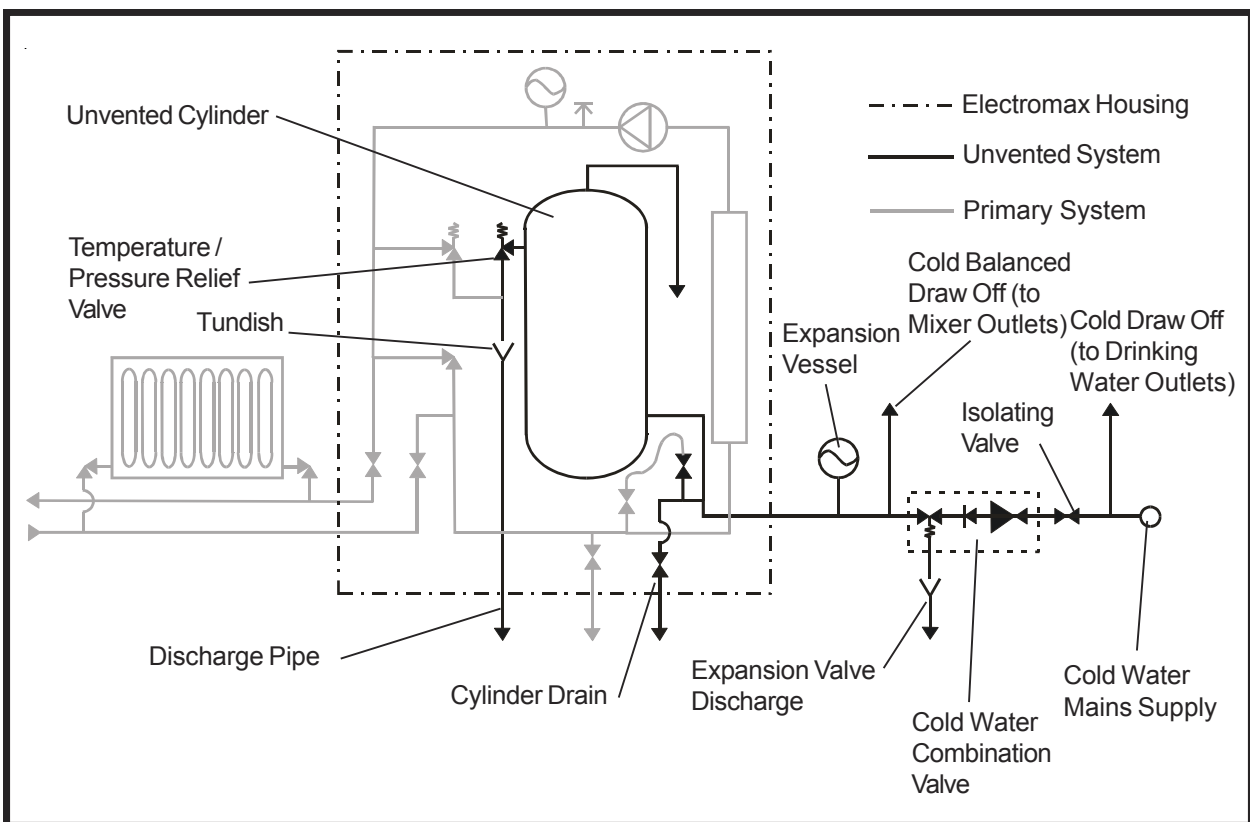 Unvented Cylinder
Temperature /
Pressure Relief
Valve
Tundish
Electromax Housing
Unvented System
Primary System
Cold Balanced
Draw Off (to
Mixer Outlets)
Cold Draw Off
(to Drinking
Water Outlets)
Expansion
Vessel
Isolating
Valve
Discharge Pipe
Cylinder Drain
Expansion Valve
Discharge
Cold Water
Combination
Valve
Cold Water
Mains Supply